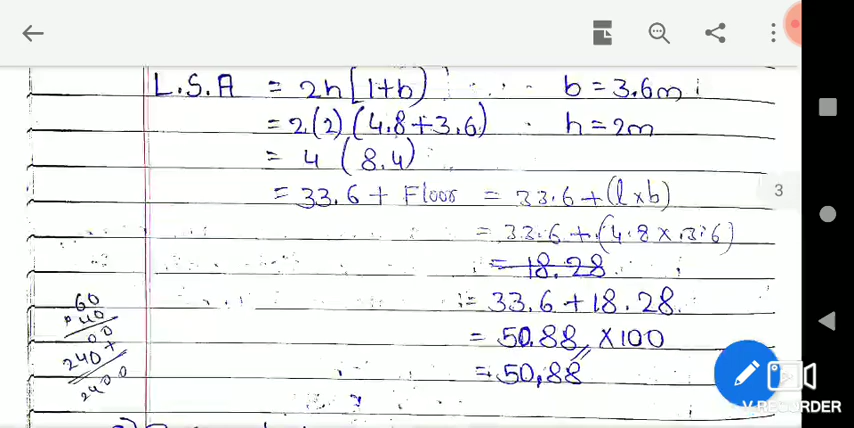 L.S.A = 2h[l+b] b = 3.6m
= 2(2)(4.8+3.6) h = 2m
= 4(8.4)
= 33.6 + Floor = 33.6 + (l x b)
3
= 33.6 + (4.8 x 3.6)
= 18.28
= 33.6 + 18.28
= 50.88 x 100
= 50,88
60
40
00
240+
2400
V RECORDER